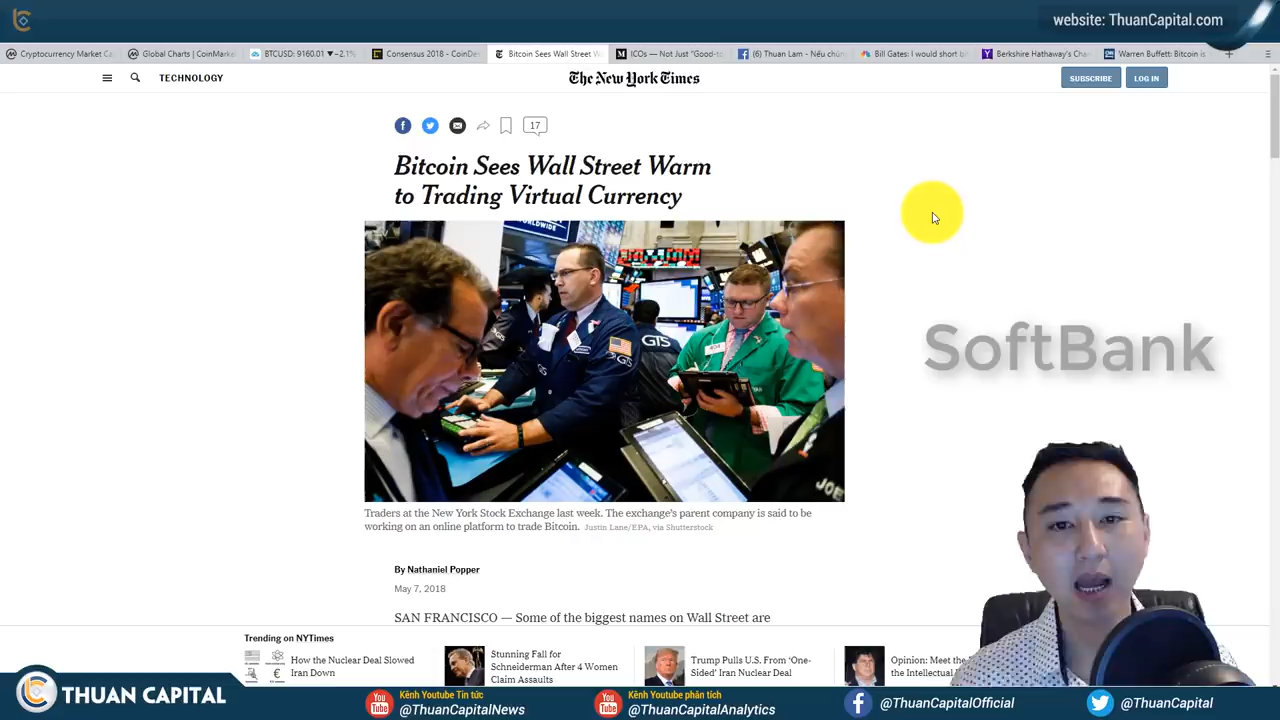 website: ThuanCapital.com
Cryptocurrency Market Ca
Global Charts | CoinMarke
BTCUSD: 9160.01 ▼−2.1%
Consensus 2018 - CoinDe
Bitcoin Sees Wall Street W
ICOs — Not Just "Good-to
(6) Thuan Lam - Nếu chún
Bill Gates: I would short b
Berkshire Hathaway's Cha
Warren Buffett: Bitcoin is
TECHNOLOGY
The New York Times
SUBSCRIBE
LOG IN
17
Bitcoin Sees Wall Street Warm
to Trading Virtual Currency
WORLDWIDE
GTS
404
JOE
SoftBank
Traders at the New York Stock Exchange last week. The exchange's parent company is said to be
working on an online platform to trade Bitcoin. Justin Lane/EPA, via Shutterstock
By Nathaniel Popper
May 7, 2018
SAN FRANCISCO — Some of the biggest names on Wall Street are
Trending on NYTimes
How the Nuclear Deal Slowed
Iran Down
Stunning Fall for
Schneiderman After 4 Women
Claim Assaults
Trump Pulls U.S. From 'One-
Sided' Iran Nuclear Deal
Opinion: Meet the
the Intellectual
THUAN CAPITAL
You Tube
Kênh Youtube Tin tức
@ThuanCapitalNews
You Tube
Kênh Youtube phân tích
@ThuanCapitalAnalytics
@ThuanCapitalOfficial
@ThuanCapital